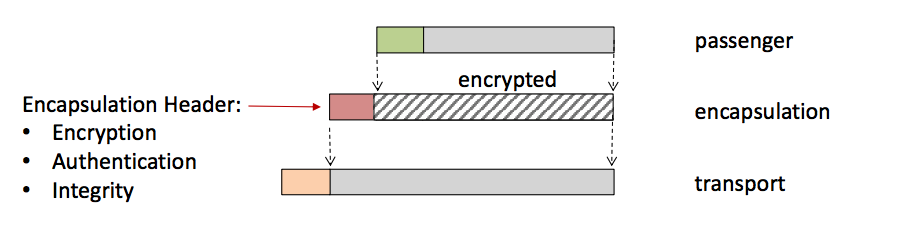 passenger
encrypted
Encapsulation Header:
• Encryption
• Authentication
• Integrity
encapsulation
transport